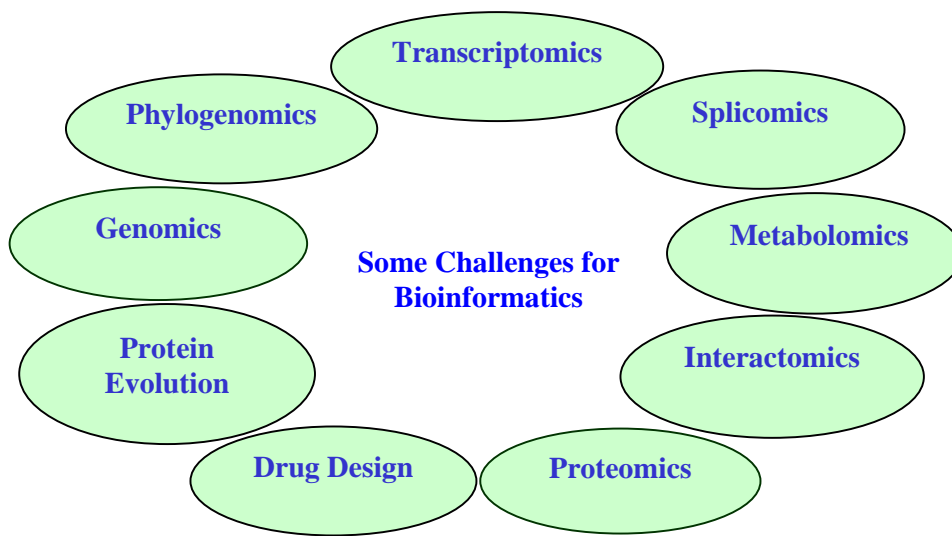 Transcriptomics
Phylogenomics
Splicomics
Genomics
Metabolomics
Some Challenges for
Bioinformatics
Protein
Evolution
Interactomics
Drug Design
Proteomics